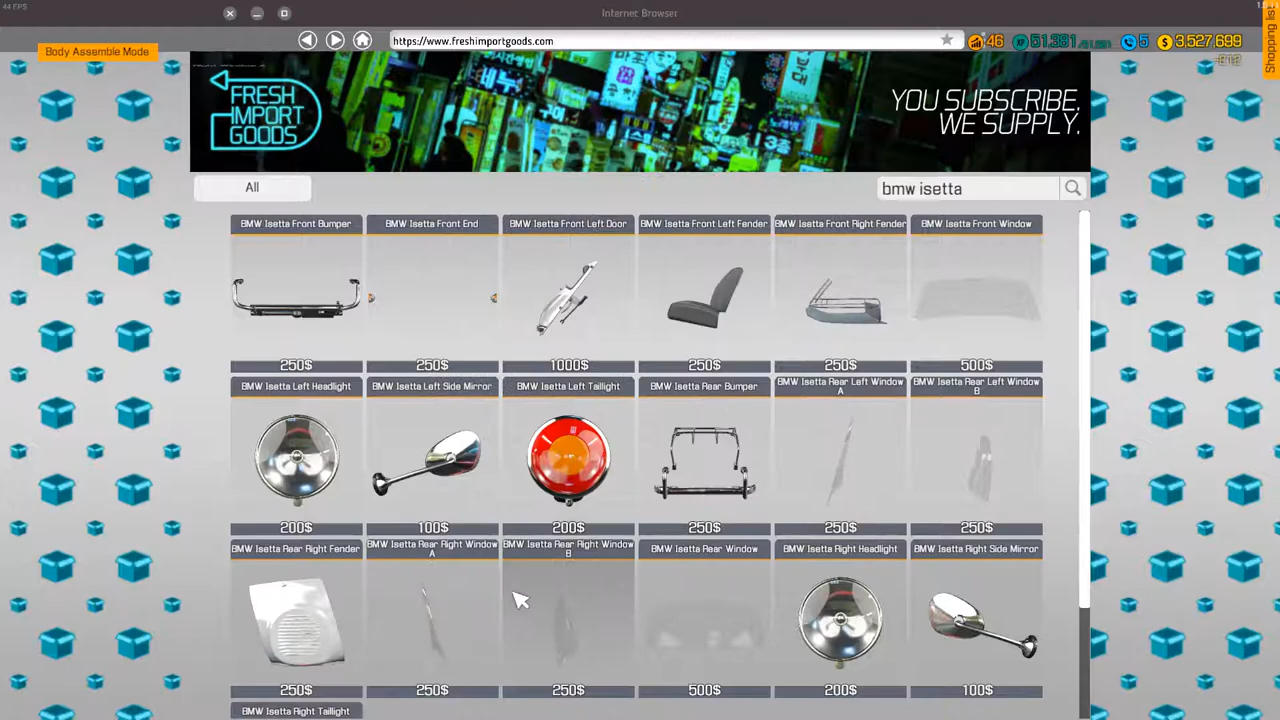 44 FPS
Internet Browser
Body Assemble Mode
https://www.freshimportgoods.com
46
5
3,527,699
Shopping list
FRESH
IMPORT
GOODS
YOU SUBSCRIBE.
WE SUPPLY.
All
bmw isetta
BMW Isetta Front Bumper
BMW Isetta Front End
BMW Isetta Front Left Door
BMW Isetta Front Left Fender
BMW Isetta Front Right Fender
BMW Isetta Front Window
250$
250$
1000$
250$
250$
500$
BMW Isetta Left Headlight
BMW Isetta Left Side Mirror
BMW Isetta Left Taillight
BMW Isetta Rear Bumper
BMW Isetta Rear Left Window
A
BMW Isetta Rear Left Window
B
200$
100$
200$
250$
250$
250$
BMW Isetta Rear Right Fender
BMW Isetta Rear Right Window
A
BMW Isetta Rear Right Window
B
BMW Isetta Rear Window
BMW Isetta Right Headlight
BMW Isetta Right Side Mirror
250$
250$
250$
500$
200$
100$
BMW Isetta Right Taillight